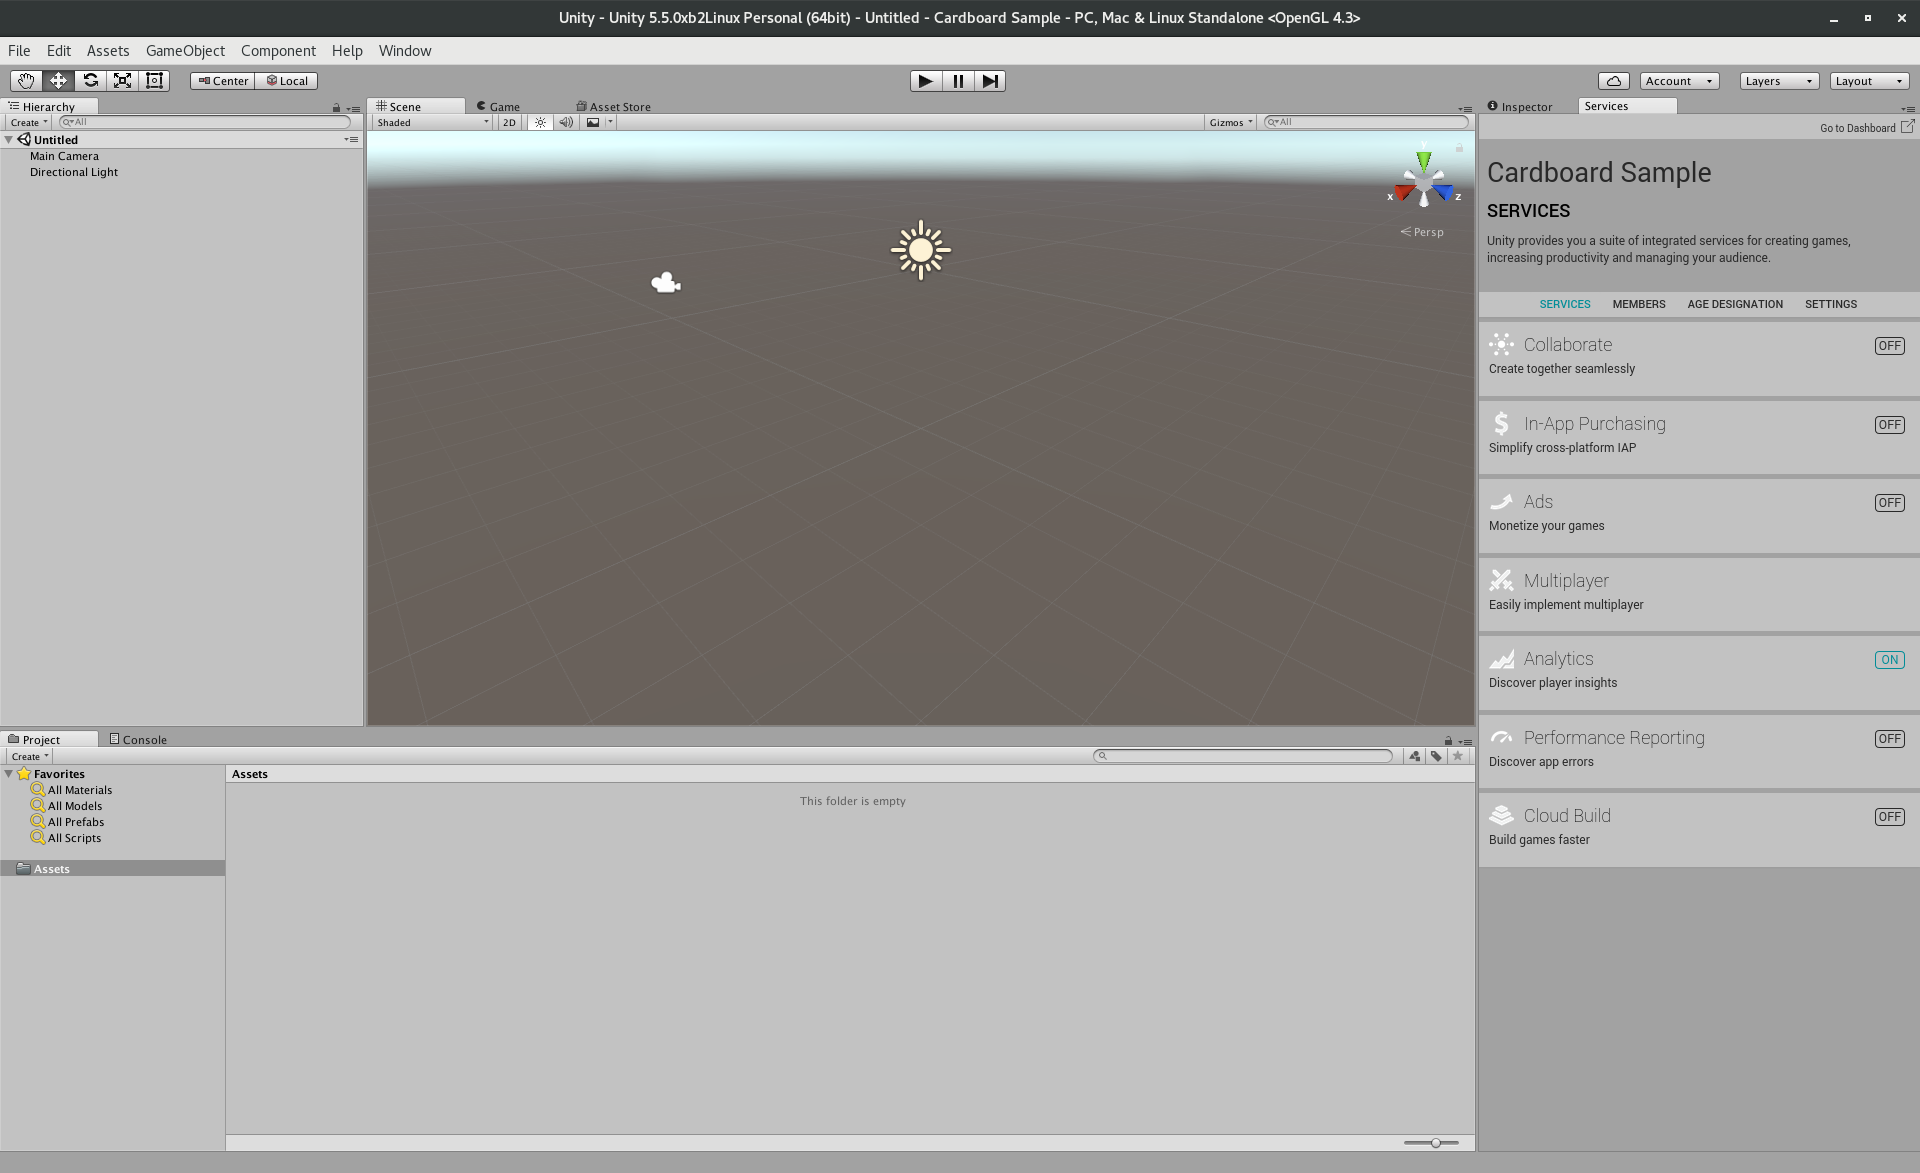 Unity - Unity 5.5.0xb2Linux Personal (64bit) - Untitled - Cardboard Sample - PC, Mac & Linux Standalone <OpenGL 4.3>
File Edit Assets GameObject Component Help Window
Center Local Account Layers Layout
Hierarchy
Create All
Untitled
Main Camera
Directional Light
Scene Game Asset Store
Shaded 2D Gizmos All
y
x z
Persp
Inspector Services
Go to Dashboard
Cardboard Sample
SERVICES
Unity provides you a suite of integrated services for creating games,
increasing productivity and managing your audience.
SERVICES MEMBERS AGE DESIGNATION SETTINGS
Collaborate OFF
Create together seamlessly
In-App Purchasing OFF
Simplify cross-platform IAP
Ads OFF
Monetize your games
Multiplayer
Easily implement multiplayer
Analytics ON
Discover player insights
Performance Reporting OFF
Discover app errors
Cloud Build OFF
Build games faster
Project Console
Create
Favorites
All Materials
All Models
All Prefabs
All Scripts
Assets
Assets
This folder is empty